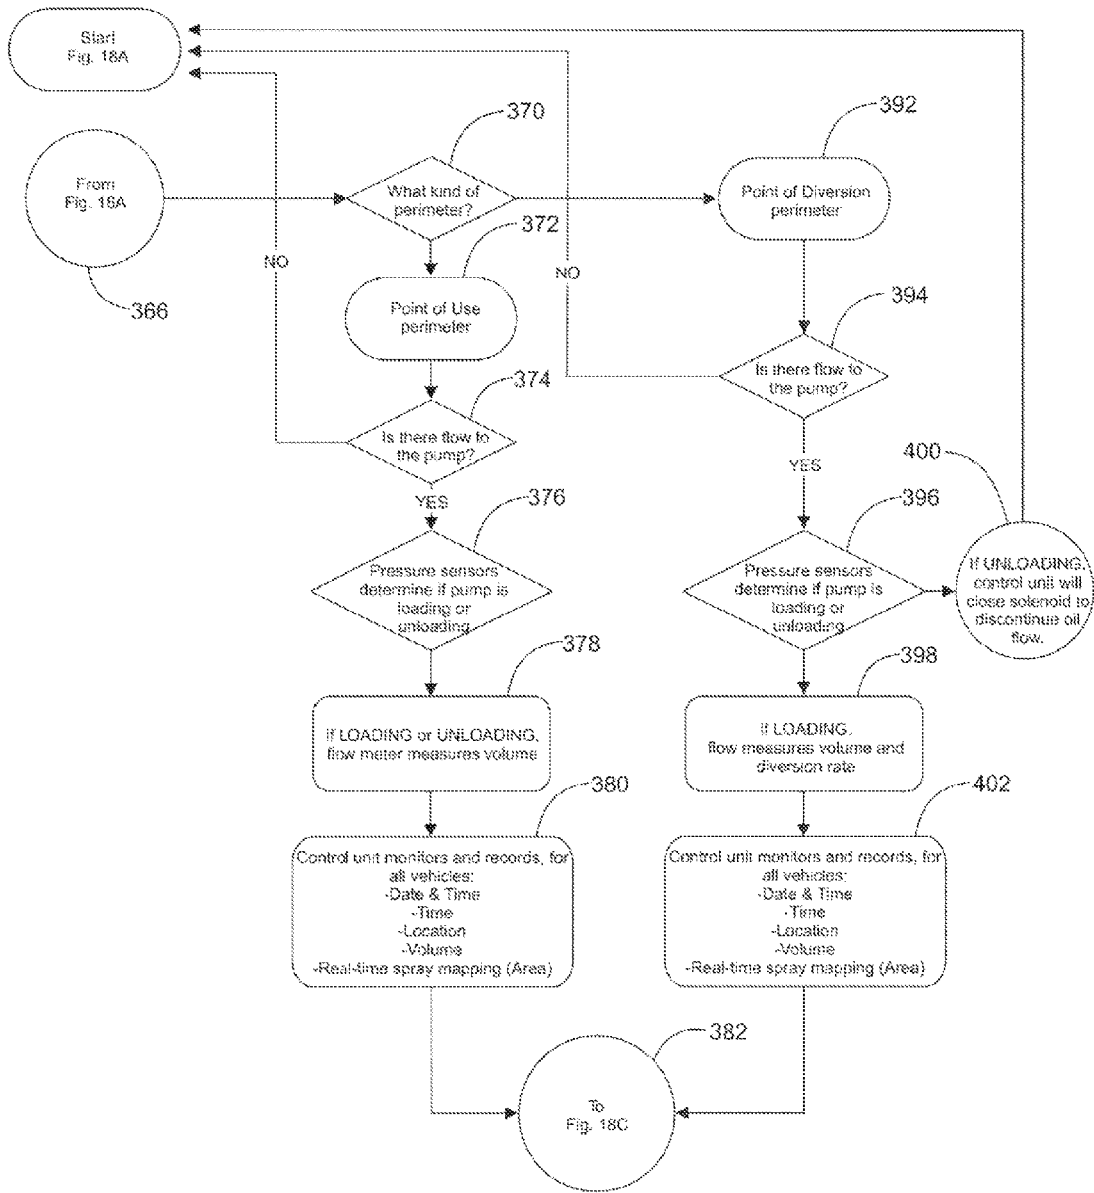 Start
Fig. 18A
370
392
From
Fig. 18A
What kind of
perimeter?
Point of Diversion
perimeter
372
NO
NO
366
Point of Use
perimeter
394
374
Is there flow to
the pump?
Is there flow to
the pump?
YES
400
YES
376
396
Pressure sensors
determine if pump is
loading or
unloading
Pressure sensors
determine if pump is
loading or
unloading
If UNLOADING,
control unit will
close solenoid to
discontinue oil
flow.
378
398
If LOADING or UNLOADING,
flow meter measures volume
If LOADING,
flow measures volume and
diversion rate
380
402
Control unit monitors and records, for
all vehicles:
-Date & Time
-Time
-Location
-Volume
-Real-time spray mapping (Area)
Control unit monitors and records, for
all vehicles:
-Date & Time
-Time
-Location
-Volume
-Real-time spray mapping (Area)
382
To
Fig. 18C